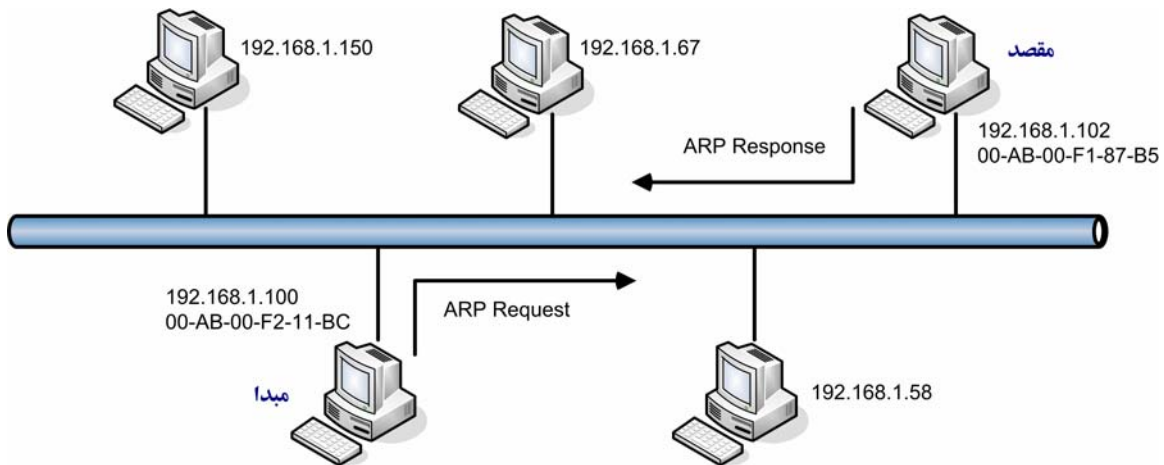 192.168.1.150
192.168.1.67
مقصد
192.168.1.102
00-AB-00-F1-87-B5
ARP Response
192.168.1.100
00-AB-00-F2-11-BC
ARP Request
مبدا
192.168.1.58